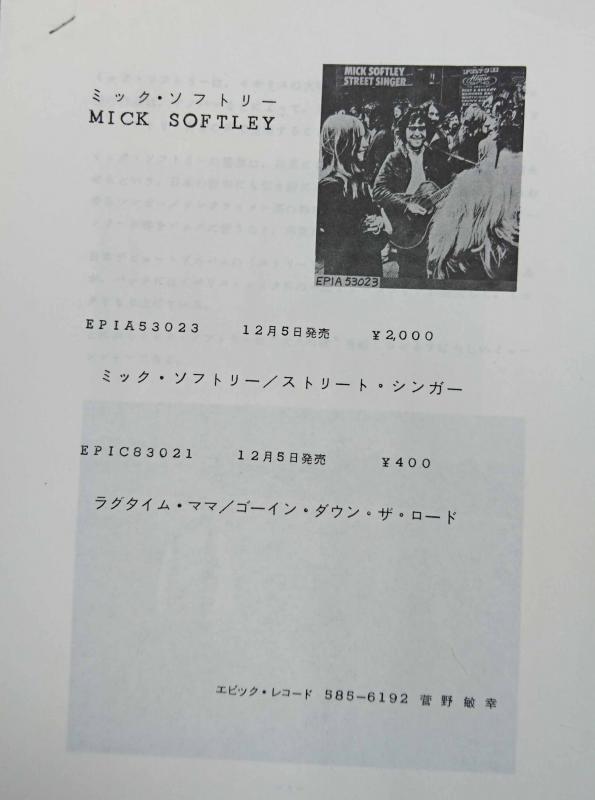 ミック・ソフトリー
MICK SOFTLEY
MICK SOFTLEY
STREET SINGER
EPIA 53023
EPIA53023 12月5日発売 ¥2,000
ミック・ソフトリー/ストリート・シンガー
EPIC83021 12月5日発売 ¥400
ラグタイム・ママ/ゴーイン・ダウン・ザ・ロード
エピック・レコード 585-6192 菅野敏幸